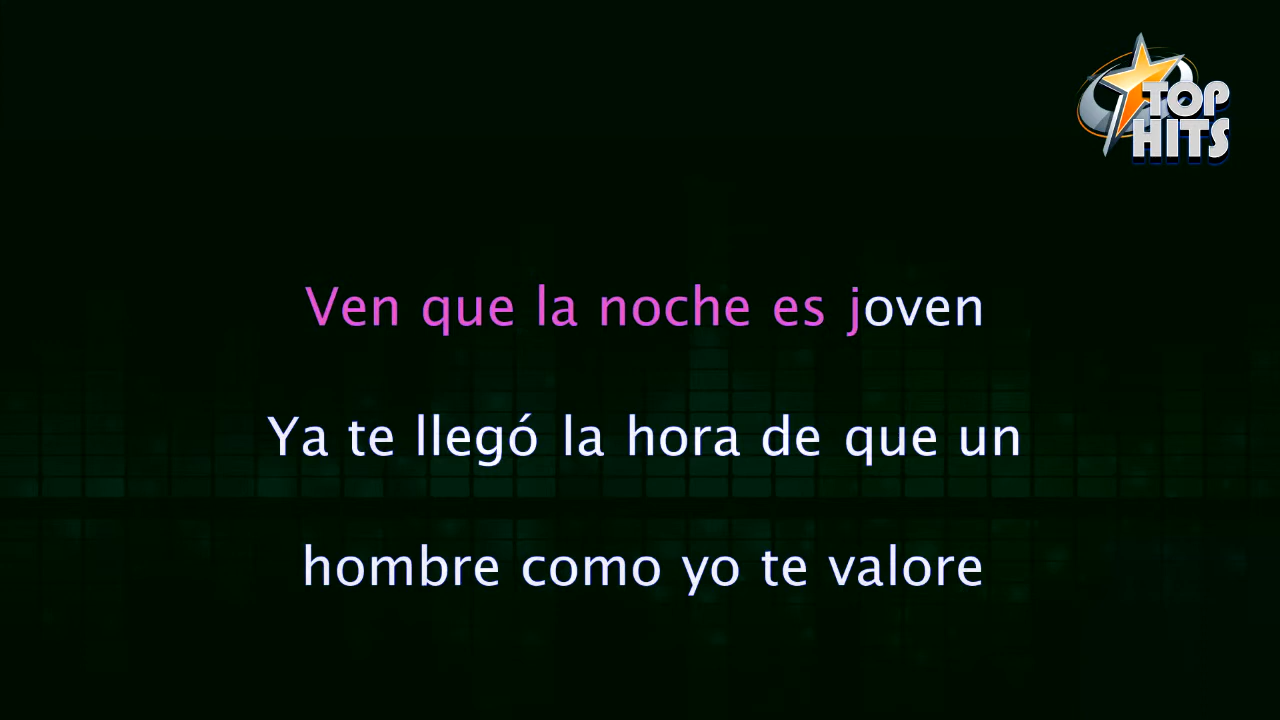 TOP
HITS
Ven que la noche es joven
Ya te llegó la hora de que un
hombre como yo te valore